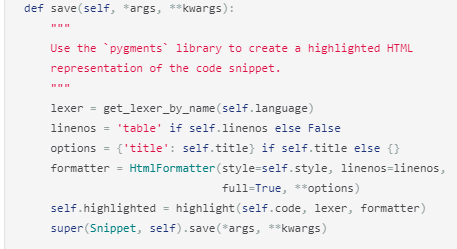 def save(self, *args, **kwargs):
    """
    Use the `pygments` library to create a highlighted HTML
    representation of the code snippet.
    """
    lexer = get_lexer_by_name(self.language)
    linenos = 'table' if self.linenos else False
    options = {'title': self.title} if self.title else {}
    formatter = HtmlFormatter(style=self.style, linenos=linenos,
                              full=True, **options)
    self.highlighted = highlight(self.code, lexer, formatter)
    super(Snippet, self).save(*args, **kwargs)